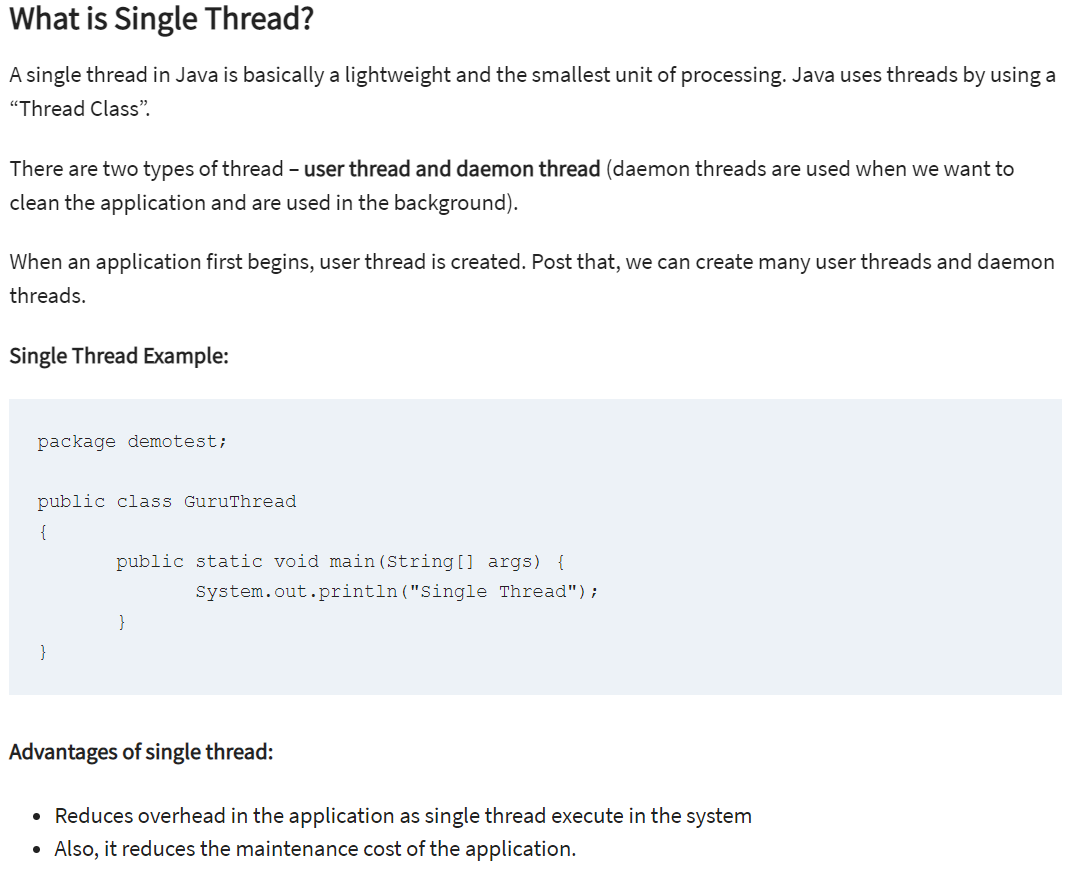 What is Single Thread?
A single thread in Java is basically a lightweight and the smallest unit of processing. Java uses threads by using a
“Thread Class”.
There are two types of thread – user thread and daemon thread (daemon threads are used when we want to
clean the application and are used in the background).
When an application first begins, user thread is created. Post that, we can create many user threads and daemon
threads.
Single Thread Example:
package demotest;
public class GuruThread
{
public static void main(String[] args) {
System.out.println("Single Thread");
}
}
Advantages of single thread:
• Reduces overhead in the application as single thread execute in the system
• Also, it reduces the maintenance cost of the application.